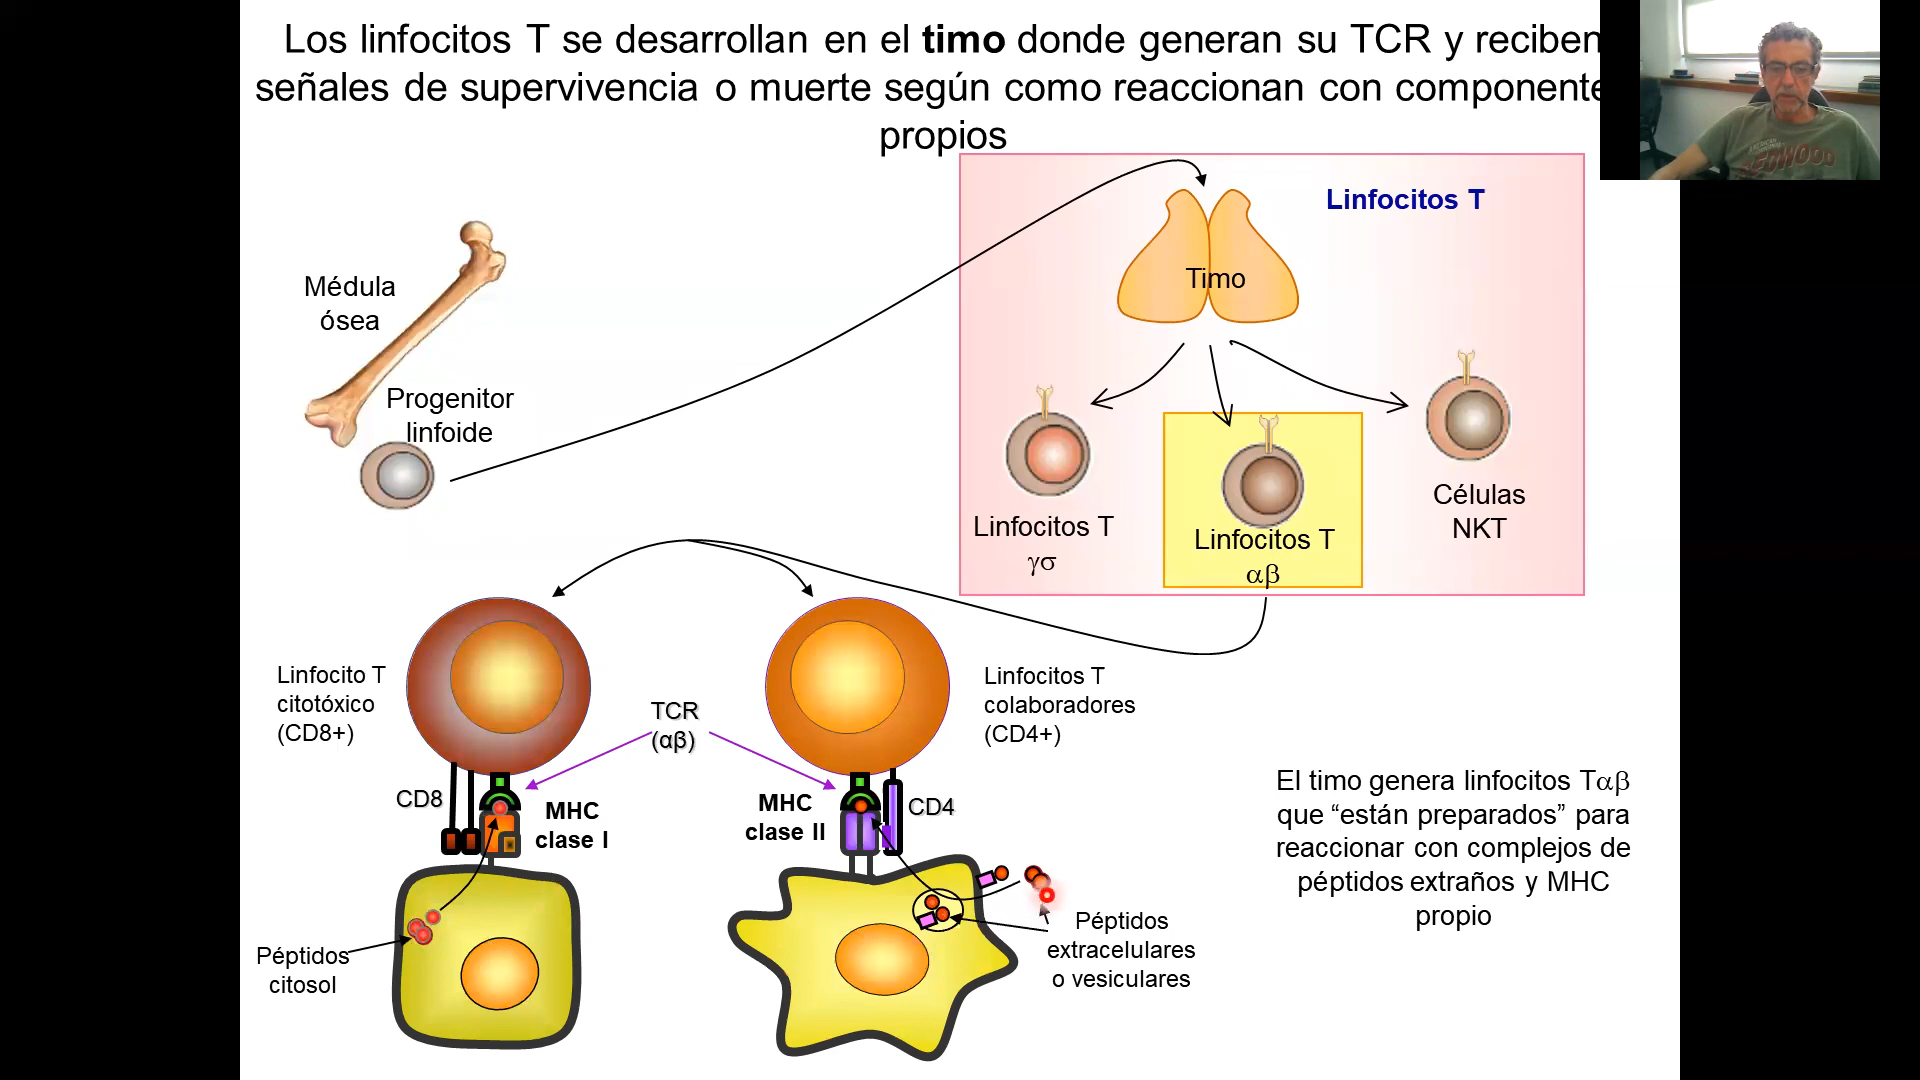 Los linfocitos T se desarrollan en el timo donde generan su TCR y reciben
señales de supervivencia o muerte según como reaccionan con componente
propios
Linfocitos T
Timo
Médula
ósea
Progenitor
linfoide
Linfocitos T
γσ
Linfocitos T
αβ
Células
NKT
Linfocito T
citotóxico
(CD8+)
TCR
(αβ)
Linfocitos T
colaboradores
(CD4+)
CD8
MHC
clase I
MHC
clase II
CD4
El timo genera linfocitos Tαβ
que “están preparados” para
reaccionar con complejos de
péptidos extraños y MHC
propio
Péptidos
citosol
Péptidos
extracelulares
o vesiculares
REDWOOD